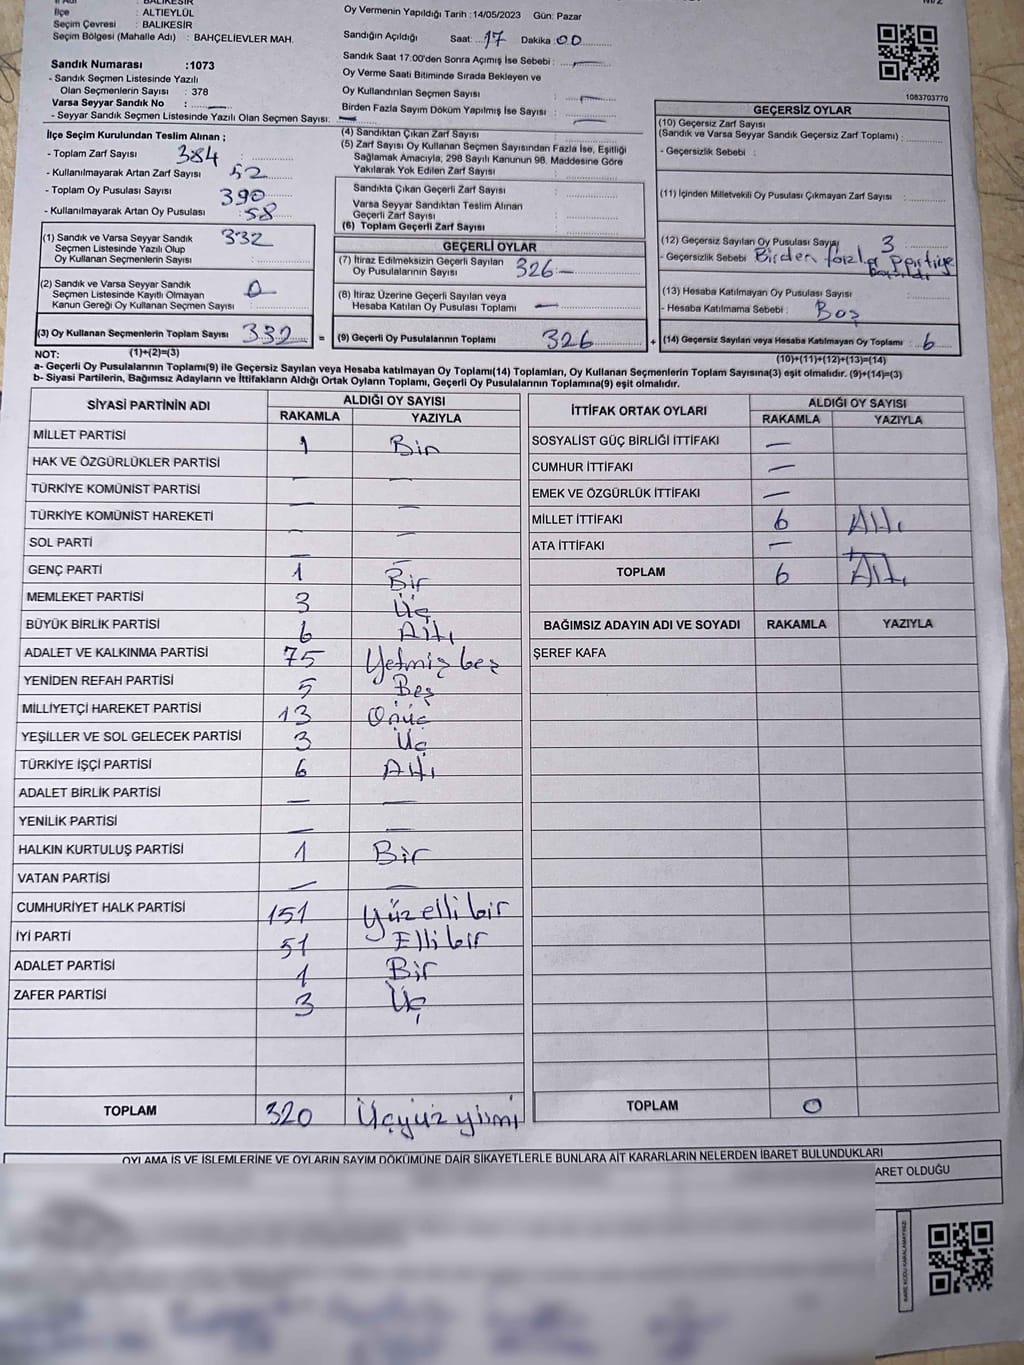 İlçe : ALTIEYLÜL
Seçim Çevresi : BALIKESİR
Seçim Bölgesi (Mahalle Adı) : BAHÇELİEVLER MAH.
Oy Vermenin Yapıldığı Tarih : 14/05/2023 Gün: Pazar
Sandığın Açıldığı Saat: 17 Dakika : 00
Sandık Saat 17.00'den Sonra Açımış İse Sebebi : —
Oy Verme Saati Bitiminde Sırada Bekleyen ve
Oy Kullandırılan Seçmen Sayısı : —
Birden Fazla Sayım Döküm Yapılmış İse Sayısı : —
Sandık Numarası :1073
- Sandık Seçmen Listesinde Yazılı
Olan Seçmenlerin Sayısı : 378
Varsa Seyyar Sandık No : —
- Seyyar Sandık Seçmen Listesinde Yazılı Olan Seçmen Sayısı: —
1083703770
İlçe Seçim Kurulundan Teslim Alınan ;
- Toplam Zarf Sayısı 384
- Kullanılmayarak Artan Zarf Sayısı : 52
- Toplam Oy Pusulası Sayısı 390
- Kullanılmayarak Artan Oy Pusulası : 58
(1) Sandık ve Varsa Seyyar Sandık
Seçmen Listesinde Yazılı Olup
Oy Kullanan Seçmenlerin Sayısı : 332
(2) Sandık ve Varsa Seyyar Sandık
Seçmen Listesinde Kayıtlı Olmayan
Kanun Gereği Oy Kullanan Seçmen Sayısı : 0
(3) Oy Kullanan Seçmenlerin Toplam Sayısı 332 =
(1)+(2)=(3)
(4) Sandıktan Çıkan Zarf Sayısı :
(5) Zarf Sayısı Oy Kullanan Seçmen Sayısından Fazla İse, Eşitliği
Sağlamak Amacıyla, 298 Sayılı Kanunun 98. Maddesine Göre
Yakılarak Yok Edilen Zarf Sayısı :
Sandıkta Çıkan Geçerli Zarf Sayısı :
Varsa Seyyar Sandıktan Teslim Alınan
Geçerli Zarf Sayısı :
(6) Toplam Geçerli Zarf Sayısı :
GEÇERLİ OYLAR
(7) İtiraz Edilmeksizin Geçerli Sayılan
Oy Pusulalarının Sayısı : 326 —
(8) İtiraz Üzerine Geçerli Sayılan veya
Hesaba Katılan Oy Pusulası Toplamı : —
(9) Geçerli Oy Pusulalarının Toplamı 326 +
GEÇERSİZ OYLAR
(10) Geçersiz Zarf Sayısı
(Sandık ve Varsa Seyyar Sandık Geçersiz Zarf Toplamı) :
- Geçersizlik Sebebi :
(11) İçinden Milletvekili Oy Pusulası Çıkmayan Zarf Sayısı :
(12) Geçersiz Sayılan Oy Pusulası Sayısı 3
- Geçersizlik Sebebi Birden fazla partiye
(13) Hesaba Katılmayan Oy Pusulası Sayısı :
- Hesaba Katılmama Sebebi : Boş
(14) Geçersiz Sayılan veya Hesaba Katılmayan Oy Toplamı : 6
(10)+(11)+(12)+(13)=(14)
NOT:
a- Geçerli Oy Pusulalarının Toplamı(9) ile Geçersiz Sayılan veya Hesaba katılmayan Oy Toplamı(14) Toplamları, Oy Kullanan Seçmenlerin Toplam Sayısına(3) eşit olmalıdır. (9)+(14)=(3)
b- Siyasi Partilerin, Bağımsız Adayların ve İttifakların Aldığı Ortak Oyların Toplamı, Geçerli Oy Pusulalarının Toplamına(9) eşit olmalıdır.
SİYASİ PARTİNİN ADI ALDIĞI OY SAYISI
RAKAMLA YAZIYLA
MİLLET PARTİSİ 1 Bir
HAK VE ÖZGÜRLÜKLER PARTİSİ — —
TÜRKİYE KOMÜNİST PARTİSİ — —
TÜRKİYE KOMÜNİST HAREKETİ — —
SOL PARTİ — —
GENÇ PARTİ 1 Bir
MEMLEKET PARTİSİ 3 Üç
BÜYÜK BİRLİK PARTİSİ 6 Altı
ADALET VE KALKINMA PARTİSİ 75 Yetmiş beş
YENİDEN REFAH PARTİSİ 5 Beş
MİLLİYETÇİ HAREKET PARTİSİ 13 Onüç
YEŞİLLER VE SOL GELECEK PARTİSİ 3 Üç
TÜRKİYE İŞÇİ PARTİSİ 6 Altı
ADALET BİRLİK PARTİSİ — —
YENİLİK PARTİSİ — —
HALKIN KURTULUŞ PARTİSİ 1 Bir
VATAN PARTİSİ — —
CUMHURİYET HALK PARTİSİ 151 Yüz elli bir
İYİ PARTİ 51 Elli bir
ADALET PARTİSİ 1 Bir
ZAFER PARTİSİ 3 Üç
TOPLAM 320 Üçyüz yirmi
İTTİFAK ORTAK OYLARI ALDIĞI OY SAYISI
RAKAMLA YAZIYLA
SOSYALİST GÜÇ BİRLİĞİ İTTİFAKI —
CUMHUR İTTİFAKI —
EMEK VE ÖZGÜRLÜK İTTİFAKI —
MİLLET İTTİFAKI 6 Altı
ATA İTTİFAKI — —
TOPLAM 6 Altı
BAĞIMSIZ ADAYIN ADI VE SOYADI RAKAMLA YAZIYLA
ŞEREF KAFA
TOPLAM 0
OYLAMA İŞ VE İŞLEMLERİNE VE OYLARIN SAYIM DÖKÜMÜNE DAİR ŞİKAYETLERLE BUNLARA AİT KARARLARIN NELERDEN İBARET BULUNDUKLARI
ARET OLDUĞU